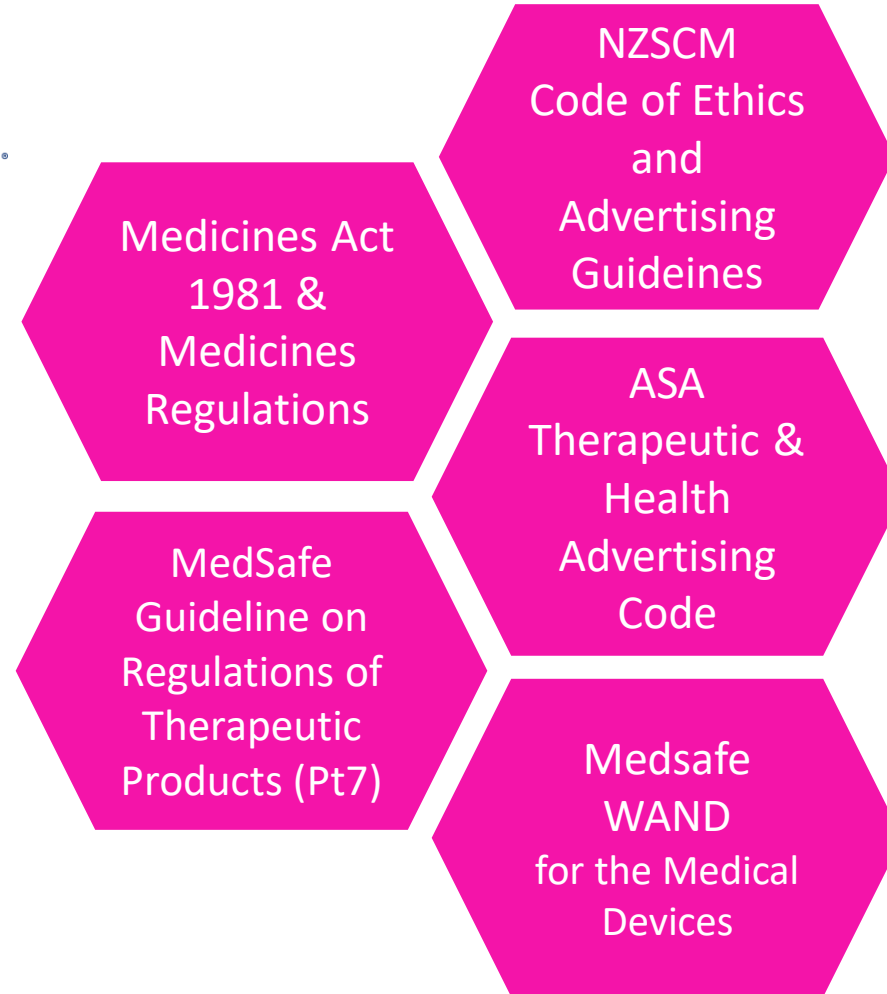 NZSCM
Code of Ethics
and
Advertising
Guideines
Medicines Act
1981 &
Medicines
Regulations
ASA
Therapeutic &
Health
Advertising
Code
MedSafe
Guideline on
Regulations of
Therapeutic
Products (Pt7)
Medsafe
WAND
for the Medical
Devices
®